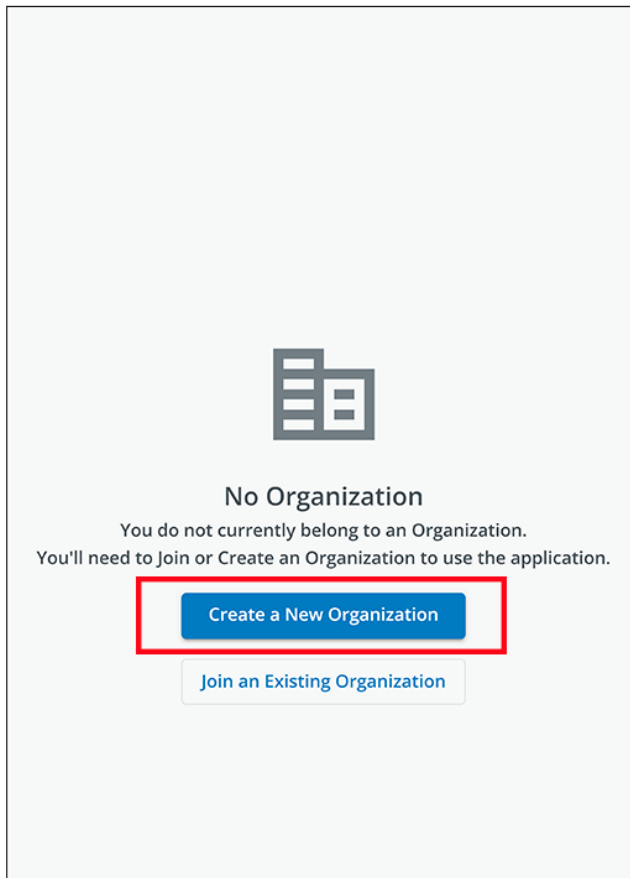 No Organization
You do not currently belong to an Organization.
You'll need to Join or Create an Organization to use the application.
Create a New Organization
Join an Existing Organization